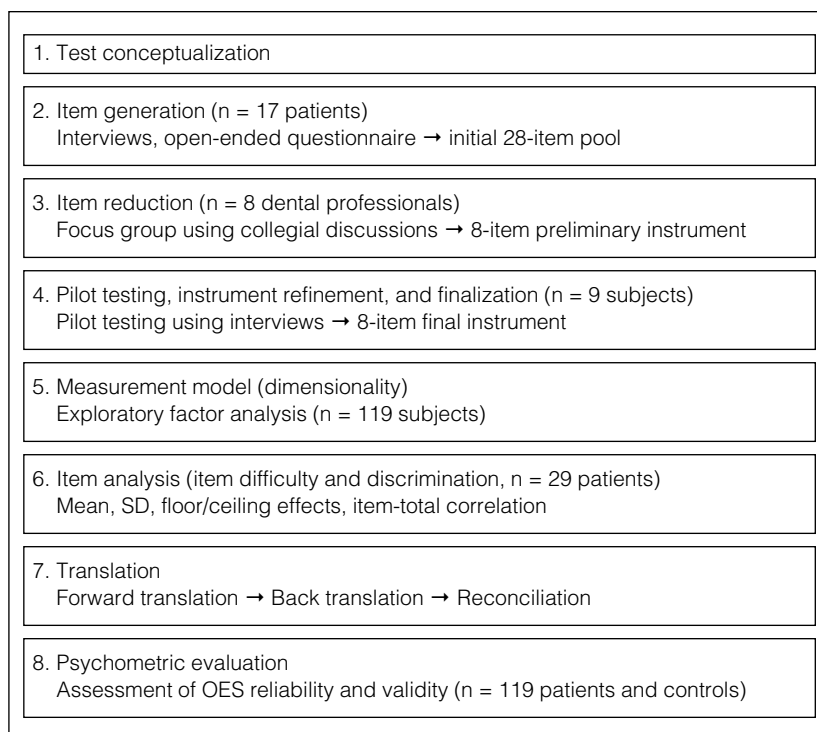 1. Test conceptualization
2. Item generation (n = 17 patients)
Interviews, open-ended questionnaire → initial 28-item pool
3. Item reduction (n = 8 dental professionals)
Focus group using collegial discussions → 8-item preliminary instrument
4. Pilot testing, instrument refinement, and finalization (n = 9 subjects)
Pilot testing using interviews → 8-item final instrument
5. Measurement model (dimensionality)
Exploratory factor analysis (n = 119 subjects)
6. Item analysis (item difficulty and discrimination, n = 29 patients)
Mean, SD, floor/ceiling effects, item-total correlation
7. Translation
Forward translation → Back translation → Reconciliation
8. Psychometric evaluation
Assessment of OES reliability and validity (n = 119 patients and controls)